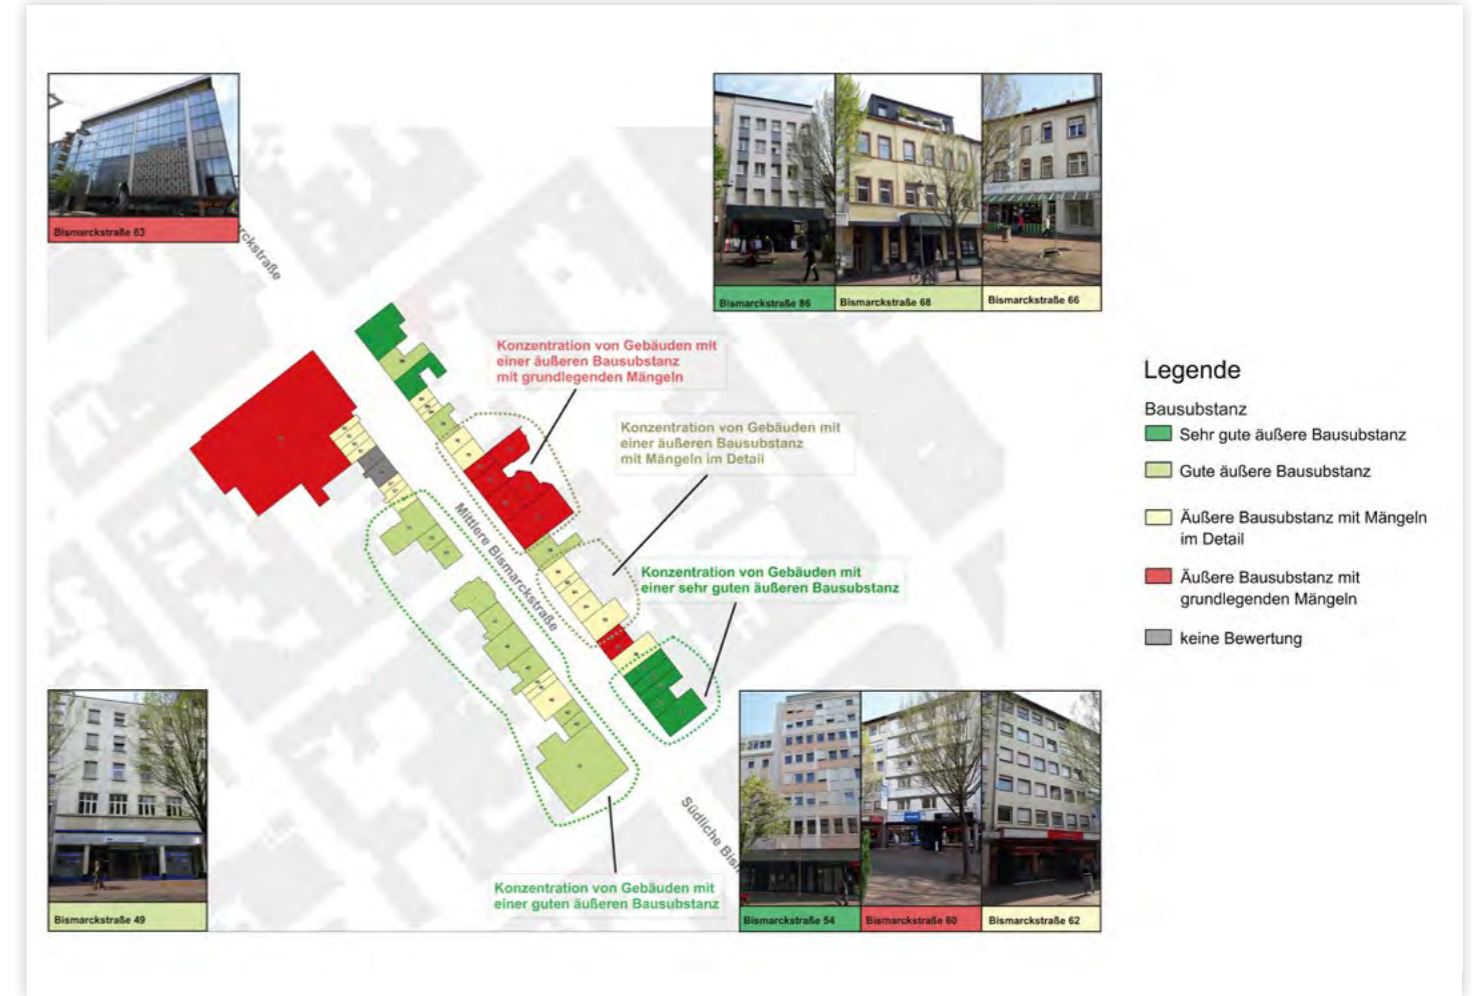 Bismarckstraße 63
rckstraße
Bismarckstraße 86
Bismarckstraße 68
Bismarckstraße 66
Konzentration von Gebäuden mit
einer äußeren Bausubstanz
mit grundlegenden Mängeln
Konzentration von Gebäuden mit
einer äußeren Bausubstanz
mit Mängeln im Detail
Mittlere Bismarckstraße
Konzentration von Gebäuden mit
einer sehr guten äußeren Bausubstanz
Legende
Bausubstanz
Sehr gute äußere Bausubstanz
Gute äußere Bausubstanz
Äußere Bausubstanz mit Mängeln
im Detail
Äußere Bausubstanz mit
grundlegenden Mängeln
keine Bewertung
Südliche Bism
Konzentration von Gebäuden mit
einer guten äußeren Bausubstanz
Bismarckstraße 49
Bismarckstraße 54
Bismarckstraße 60
Bismarckstraße 62